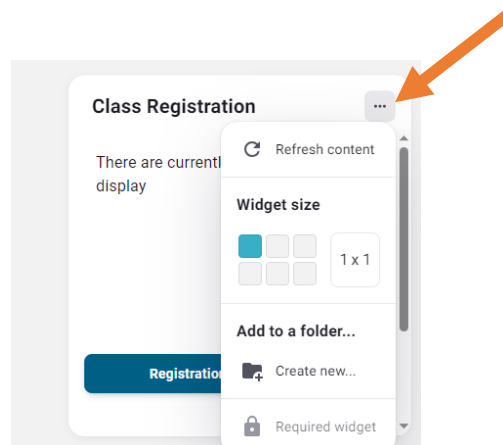 Class Registration
...
Refresh content
There are currentl
display
Widget size
1 x 1
Add to a folder...
Create new...
Registration
Required widget